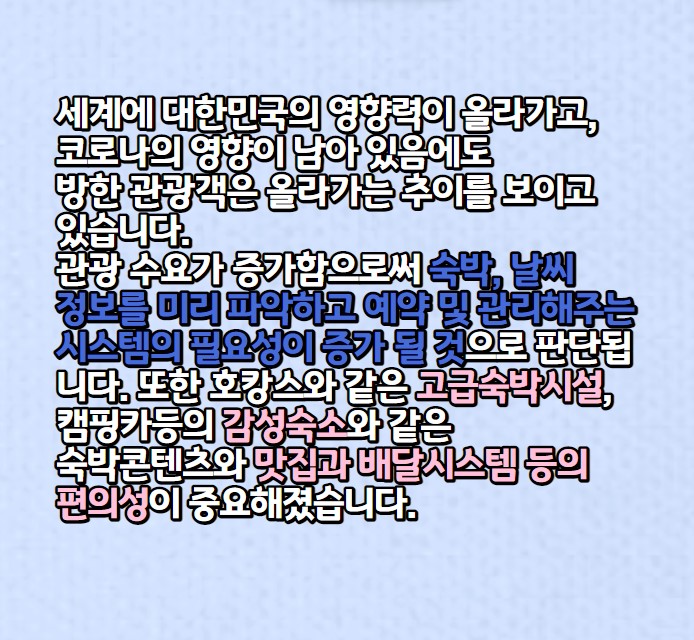 세계에 대한민국의 영향력이 올라가고,
코로나의 영향이 남아 있음에도
방한 관광객은 올라가는 추이를 보이고
있습니다.
관광 수요가 증가함으로써 숙박, 날씨
정보를 미리 파악하고 예약 및 관리해주는
시스템의 필요성이 증가 될 것으로 판단됩
니다. 또한 호캉스와 같은 고급숙박시설,
캠핑카등의 감성숙소와 같은
숙박콘텐츠와 맛집과 배달시스템 등의
편의성이 중요해졌습니다.